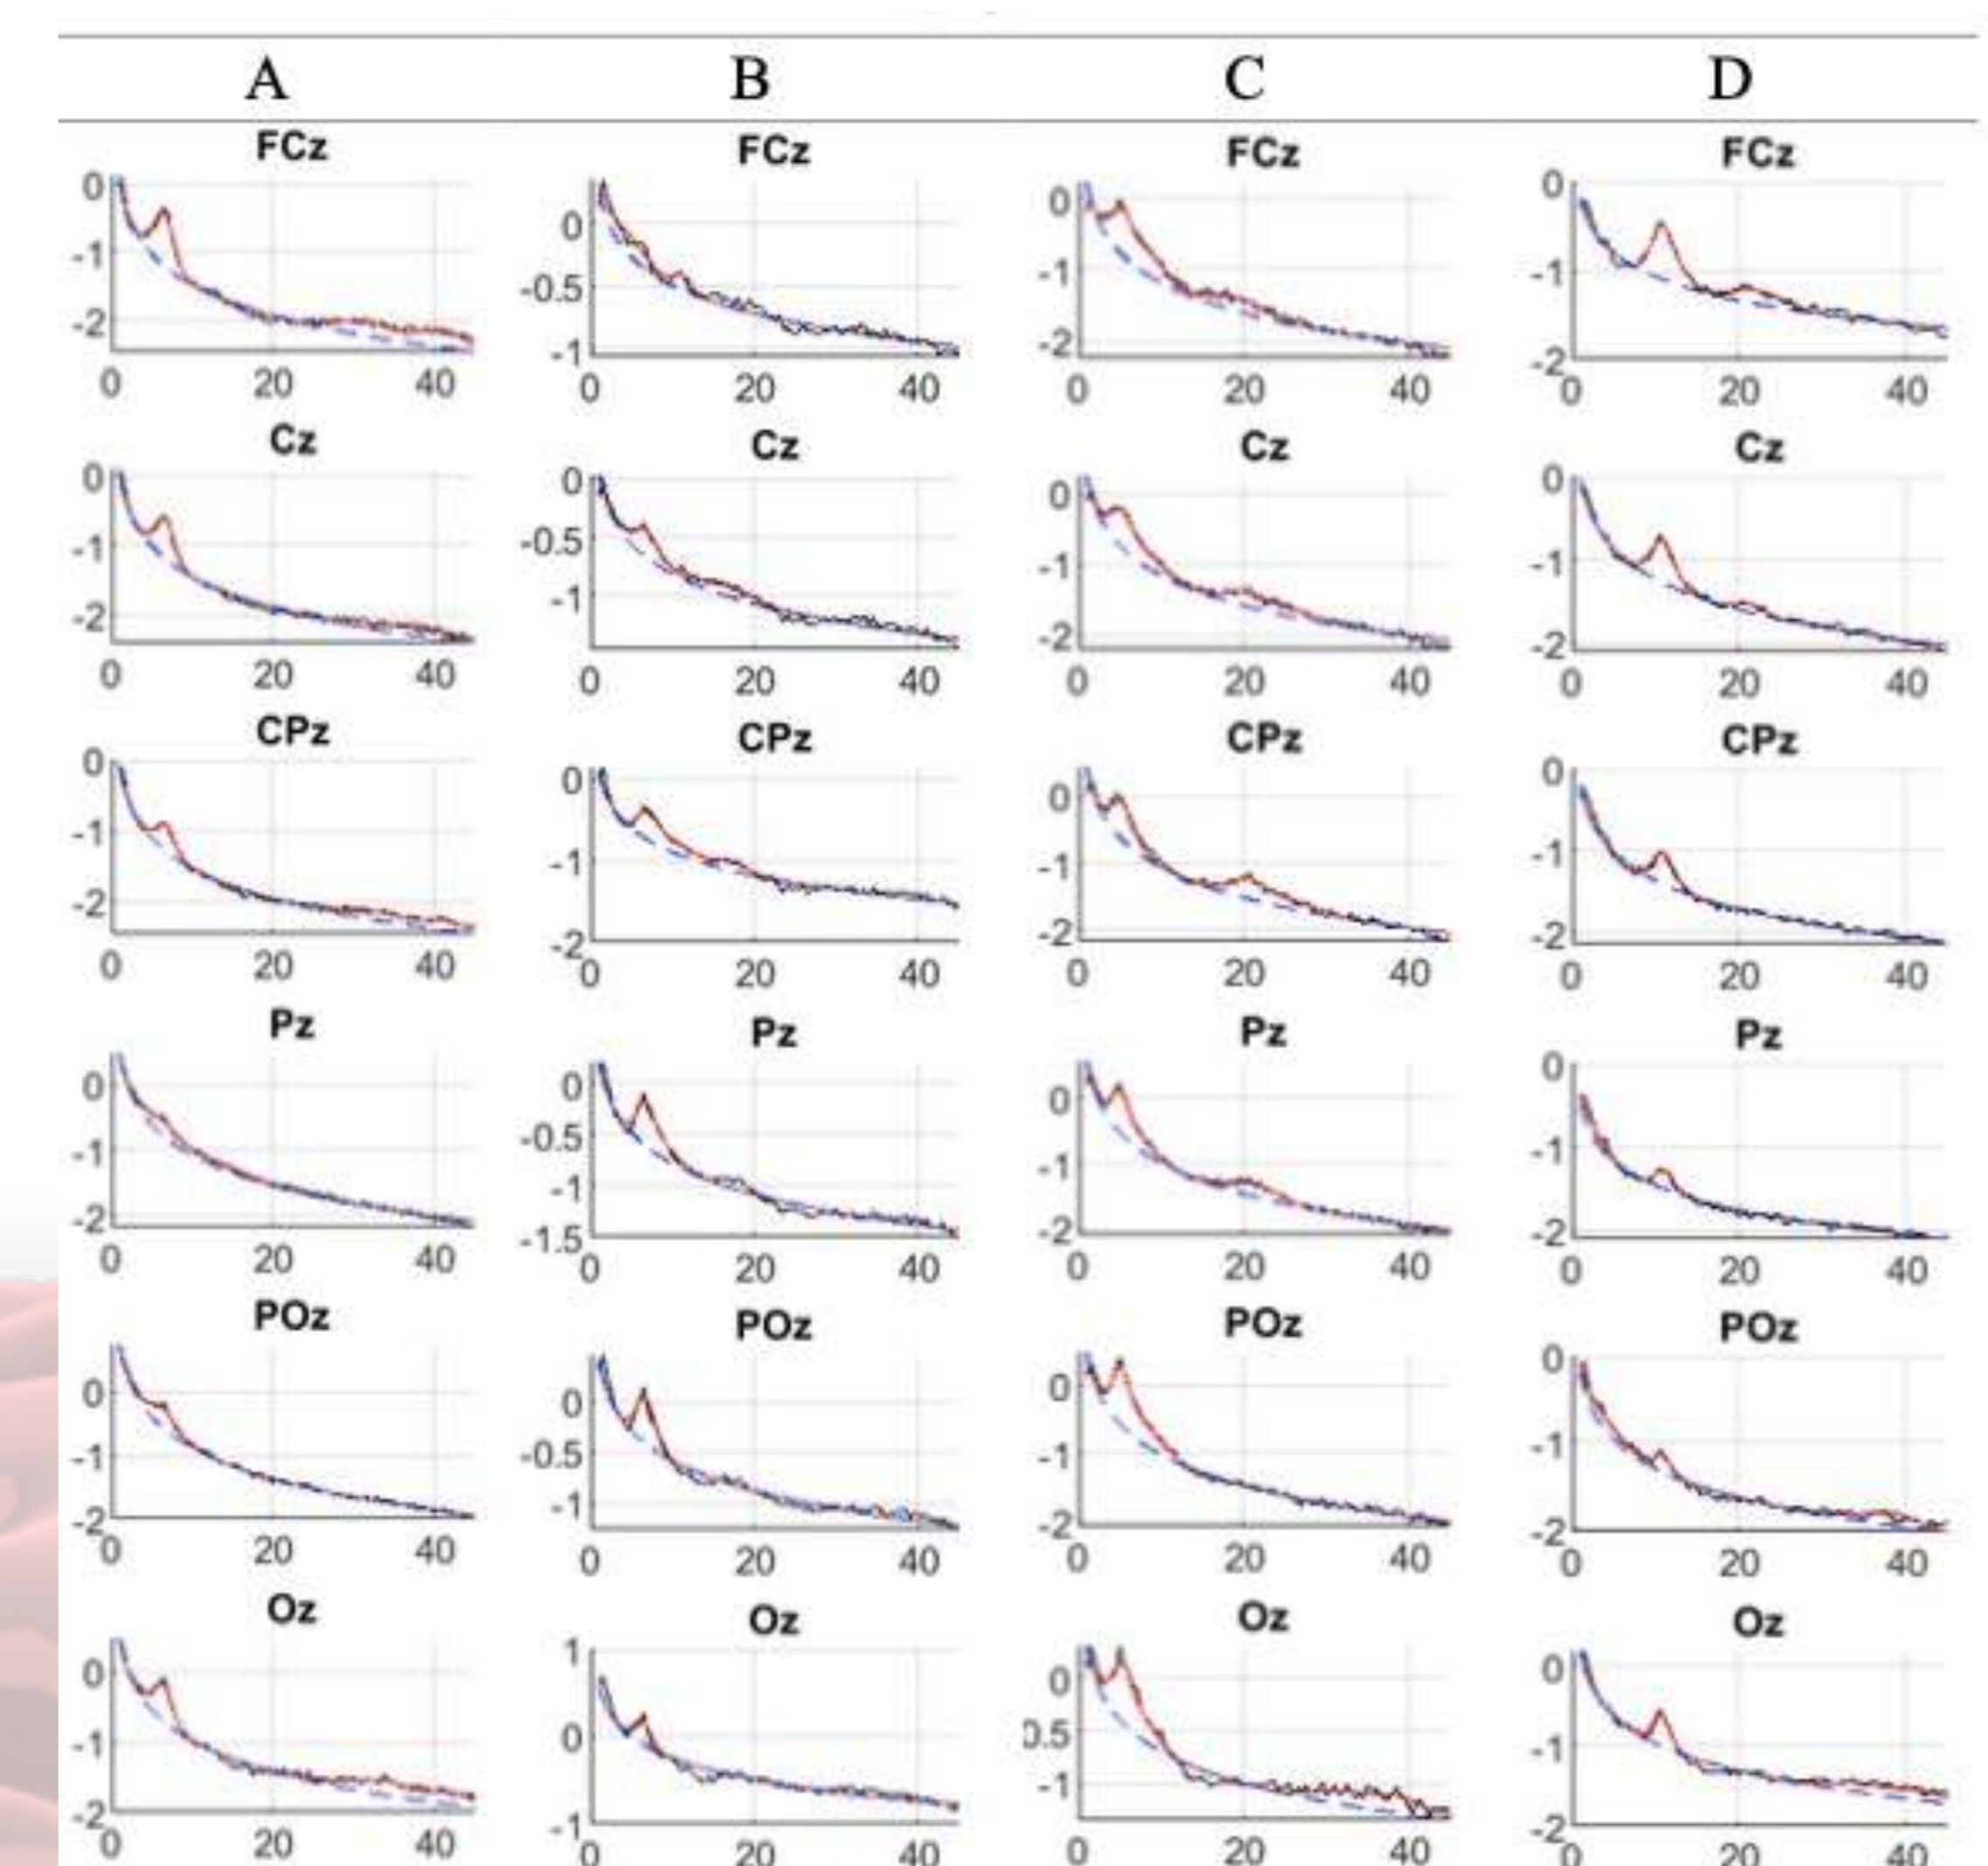 A B C D
FCz FCz FCz FCz
0 0 0 0
-1 -0.5 -1 -1
-2 -1 -2 -2
0 20 40 0 20 40 0 20 40 0 20 40
Cz Cz Cz Cz
0 0 0 0
-1 -0.5 -1 -1
-2 -1 -2 -2
0 20 40 0 20 40 0 20 40 0 20 40
CPz CPz CPz CPz
0 0 0 0
-1 -1 -1 -1
-2 -2 -2 -2
0 20 40 0 20 40 0 20 40 0 20 40
Pz Pz Pz Pz
0 0 0 0
-1 -0.5 -1 -1
-2 -1 -2 -2
-1.5
0 20 40 0 20 40 0 20 40 0 20 40
POz POz POz POz
0 0 0 0
-1 -0.5 -1 -1
-2 -1 -2 -2
0 20 40 0 20 40 0 20 40 0 20 40
Oz Oz Oz Oz
0 1 0 0
-1 0 0.5 -1
-2 -1 -1 -2
0 20 40 0 20 40 0 20 40 0 20 40